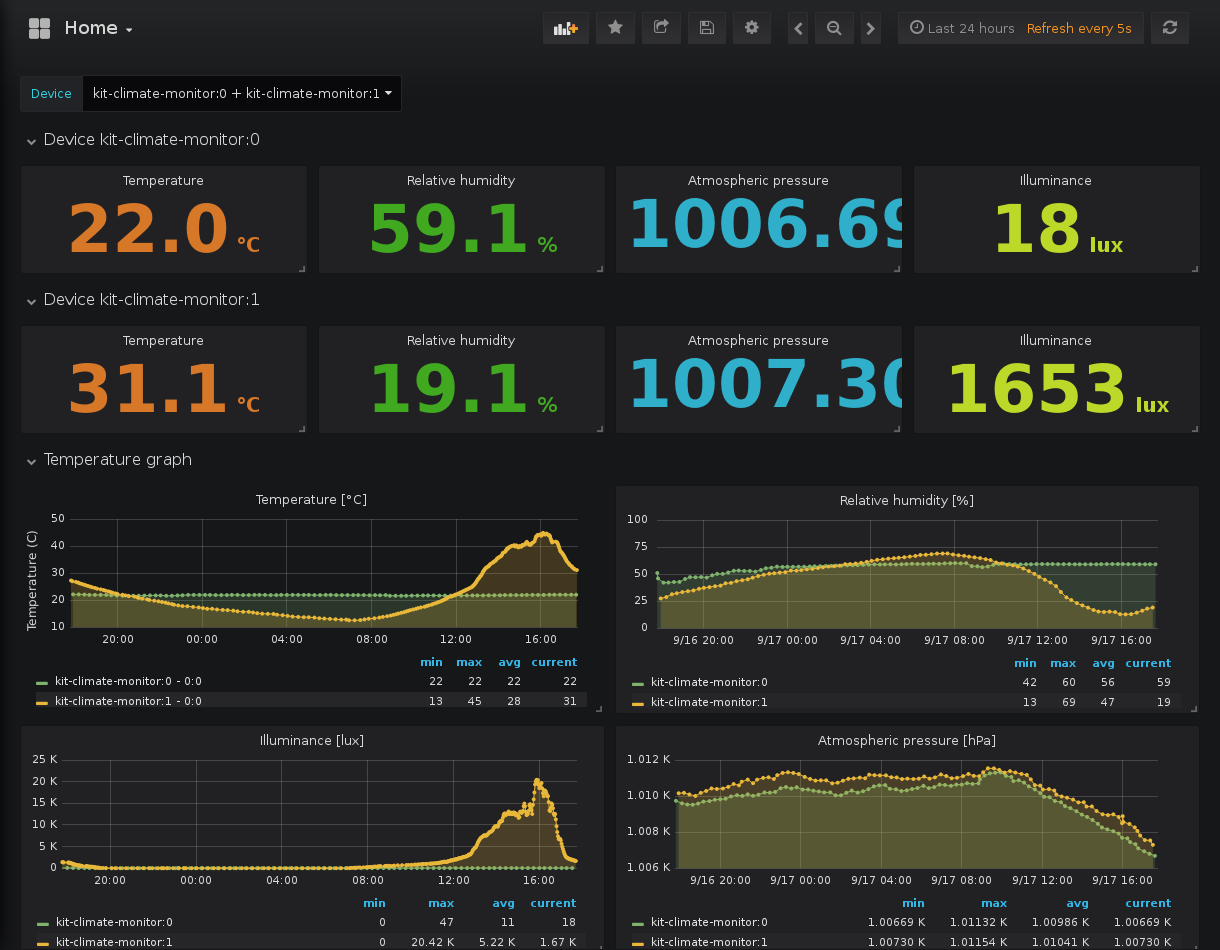 Home
Last 24 hours Refresh every 5s
Device kit-climate-monitor:0 + kit-climate-monitor:1
Device kit-climate-monitor:0
Temperature Relative humidity Atmospheric pressure Illuminance
22.0 °C 59.1 % 1006.69 18 lux
Device kit-climate-monitor:1
Temperature Relative humidity Atmospheric pressure Illuminance
31.1 °C 19.1 % 1007.30 1653 lux
Temperature graph
Temperature [°C]
Temperature (C)
50
40
30
20
10
20:00 00:00 04:00 08:00 12:00 16:00
min max avg current
kit-climate-monitor:0 - 0:0 22 22 22 22
kit-climate-monitor:1 - 0:0 13 45 28 31
Relative humidity [%]
100
75
50
25
0
9/16 20:00 9/17 00:00 9/17 04:00 9/17 08:00 9/17 12:00 9/17 16:00
min max avg current
kit-climate-monitor:0 42 60 56 59
kit-climate-monitor:1 13 69 47 19
Illuminance [lux]
25 K
20 K
15 K
10 K
5 K
0
20:00 00:00 04:00 08:00 12:00 16:00
min max avg current
kit-climate-monitor:0 0 47 11 18
kit-climate-monitor:1 0 20.42 K 5.22 K 1.67 K
Atmospheric pressure [hPa]
1.012 K
1.010 K
1.008 K
1.006 K
9/16 20:00 9/17 00:00 9/17 04:00 9/17 08:00 9/17 12:00 9/17 16:00
min max avg current
kit-climate-monitor:0 1.00669 K 1.01132 K 1.00986 K 1.00669 K
kit-climate-monitor:1 1.00730 K 1.01154 K 1.01041 K 1.00730 K